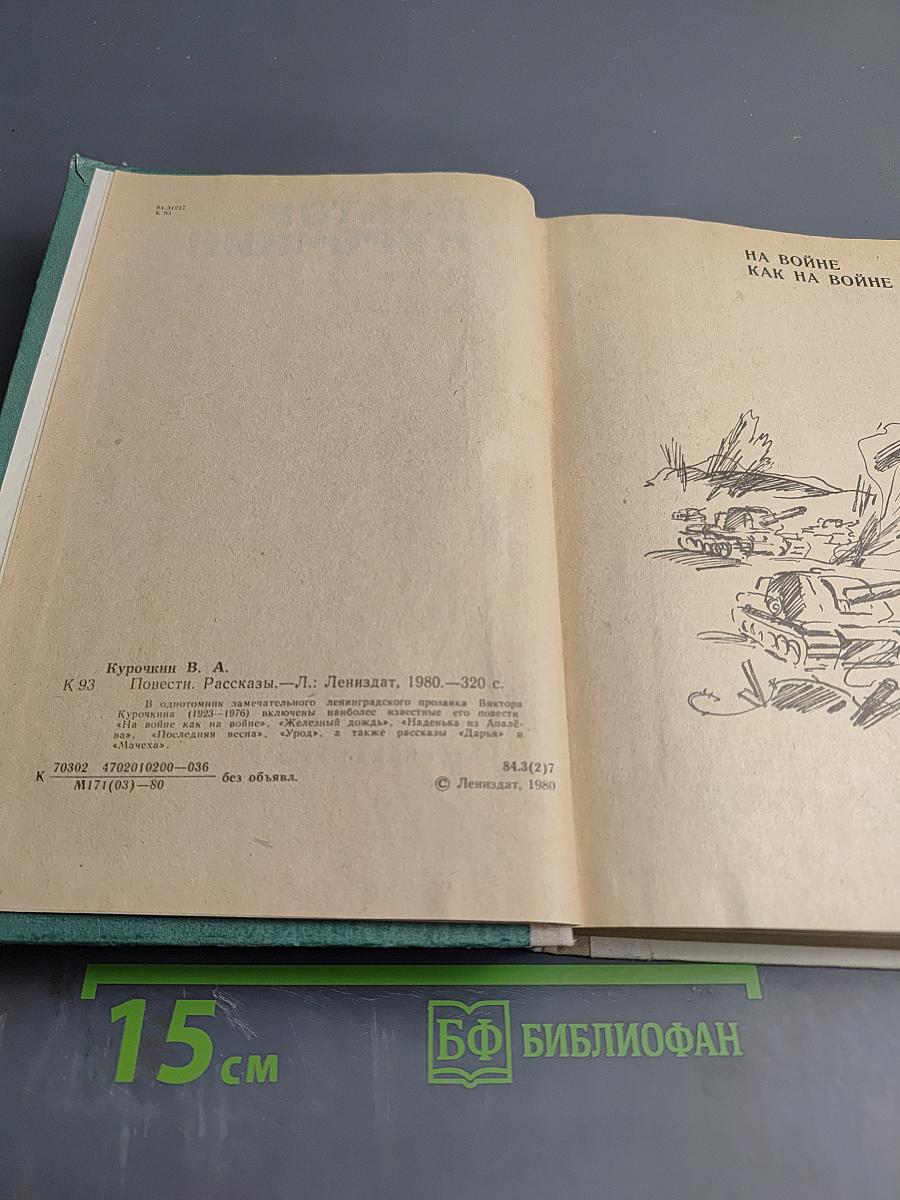 84.3(2)7
К 93
Курочкин В. А.
К 93 Повести. Рассказы.—Л.: Лениздат, 1980.—320 с.
В однотомник замечательного ленинградского прозаика Виктора
Курочкина (1923—1976) включены наиболее известные его повести
«На войне как на войне», «Железный дождь», «Наденька из Апалё-
ва», «Последняя весна», «Урод», а также рассказы «Дарья» и
«Мачеха».
К 70302 4702010200—036
М171(03)—80 без объявл.
84.3(2)7
© Лениздат, 1980
НА ВОЙНЕ
КАК НА ВОЙНЕ
15 см
БФ БИБЛИОФАН